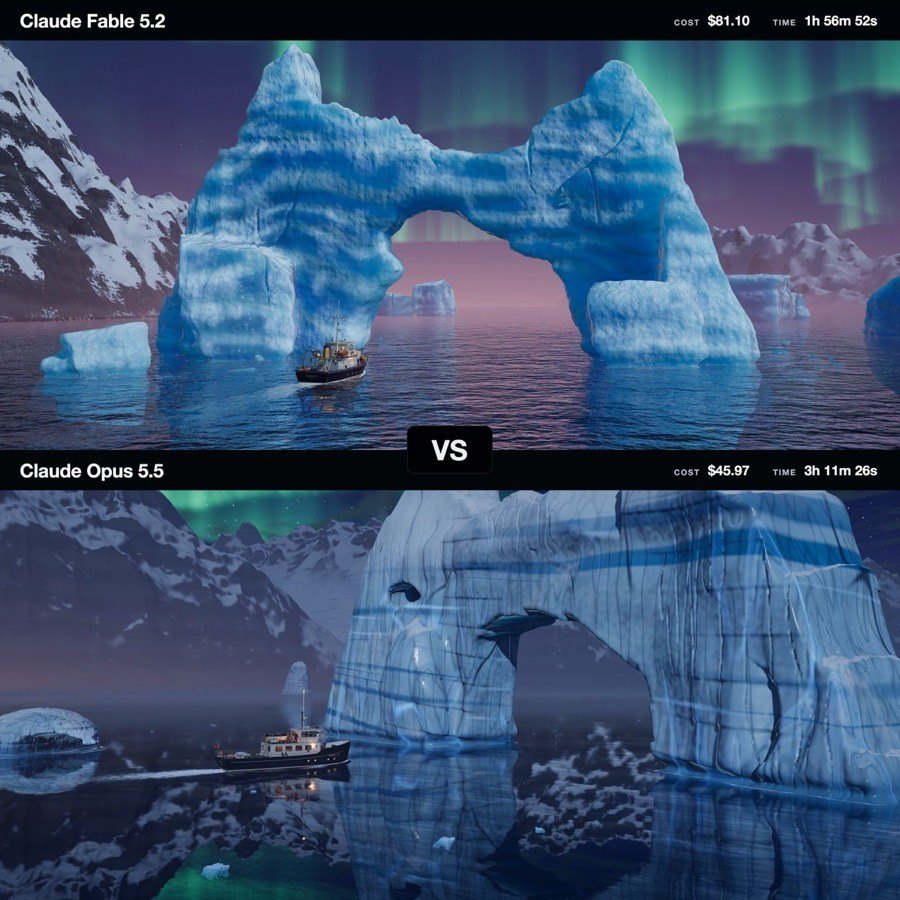 Claude Fable 5.2
COST $81.10 TIME 1h 56m 52s
VS
Claude Opus 5.5
COST $45.97 TIME 3h 11m 26s